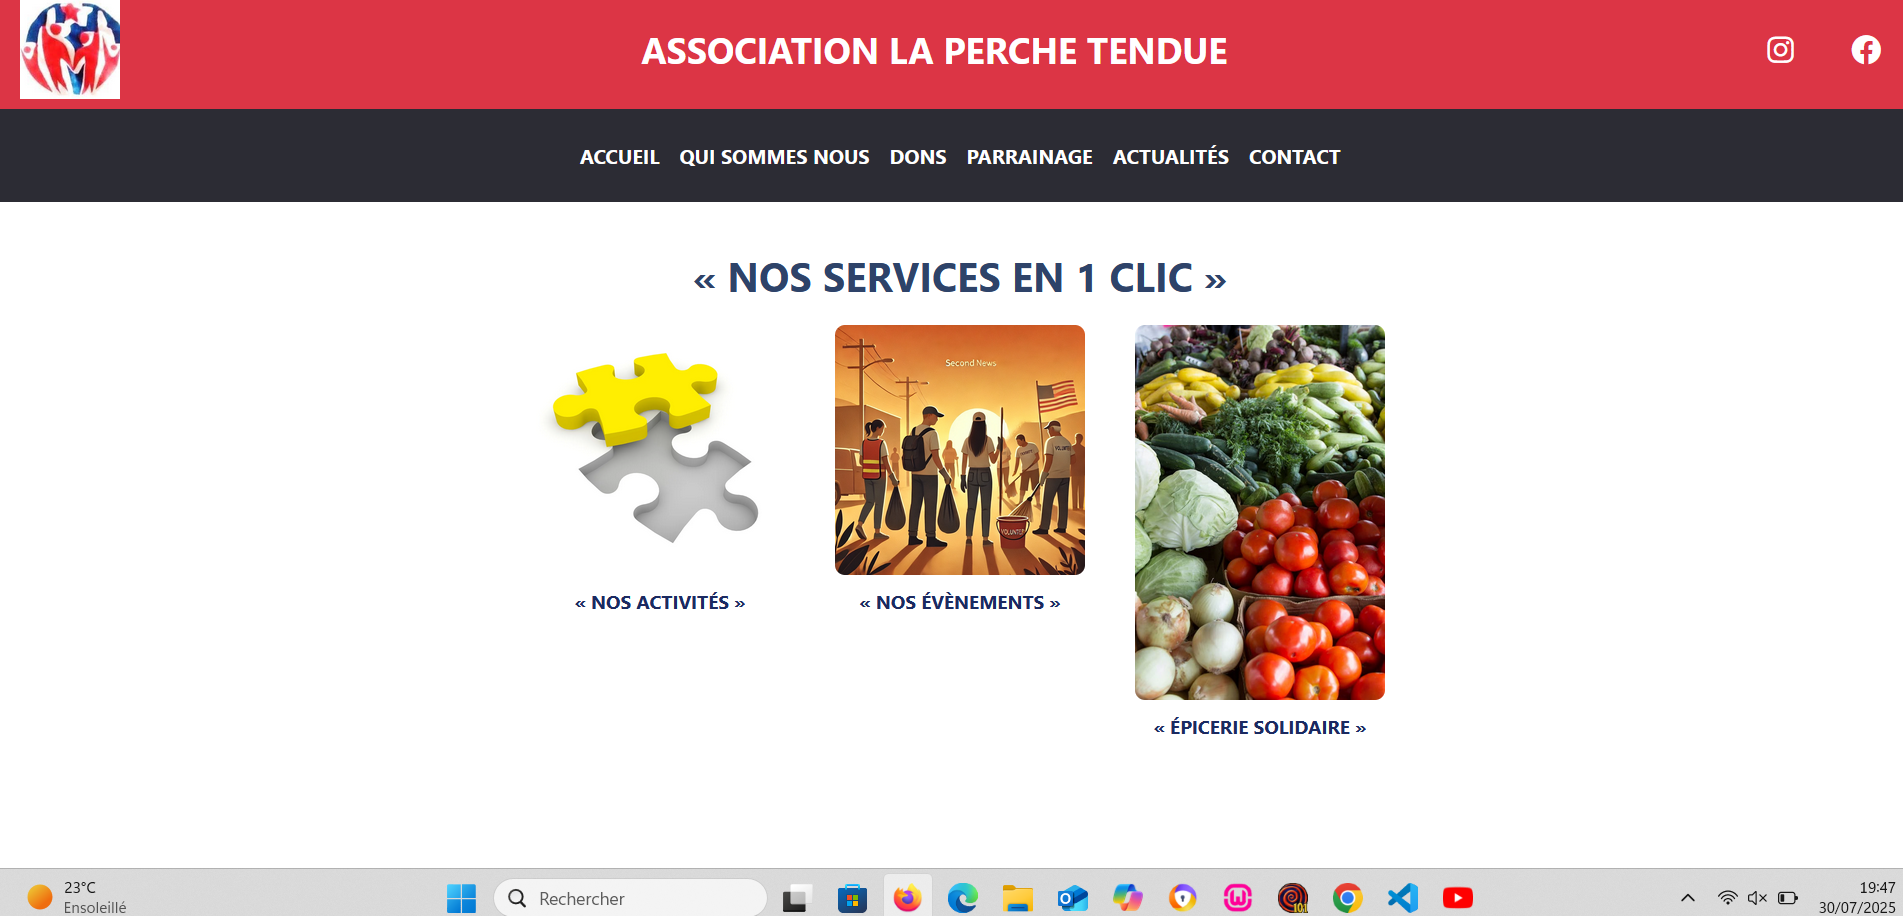 ASSOCIATION LA PERCHE TENDUE
ACCUEIL QUI SOMMES NOUS DONS PARRAINAGE ACTUALITÉS CONTACT
« NOS SERVICES EN 1 CLIC »
Second News
VOLUNTEER
« NOS ACTIVITÉS »
« NOS ÉVÈNEMENTS »
« ÉPICERIE SOLIDAIRE »
23°C
Ensoleillé
Rechercher
19:47
30/07/2025